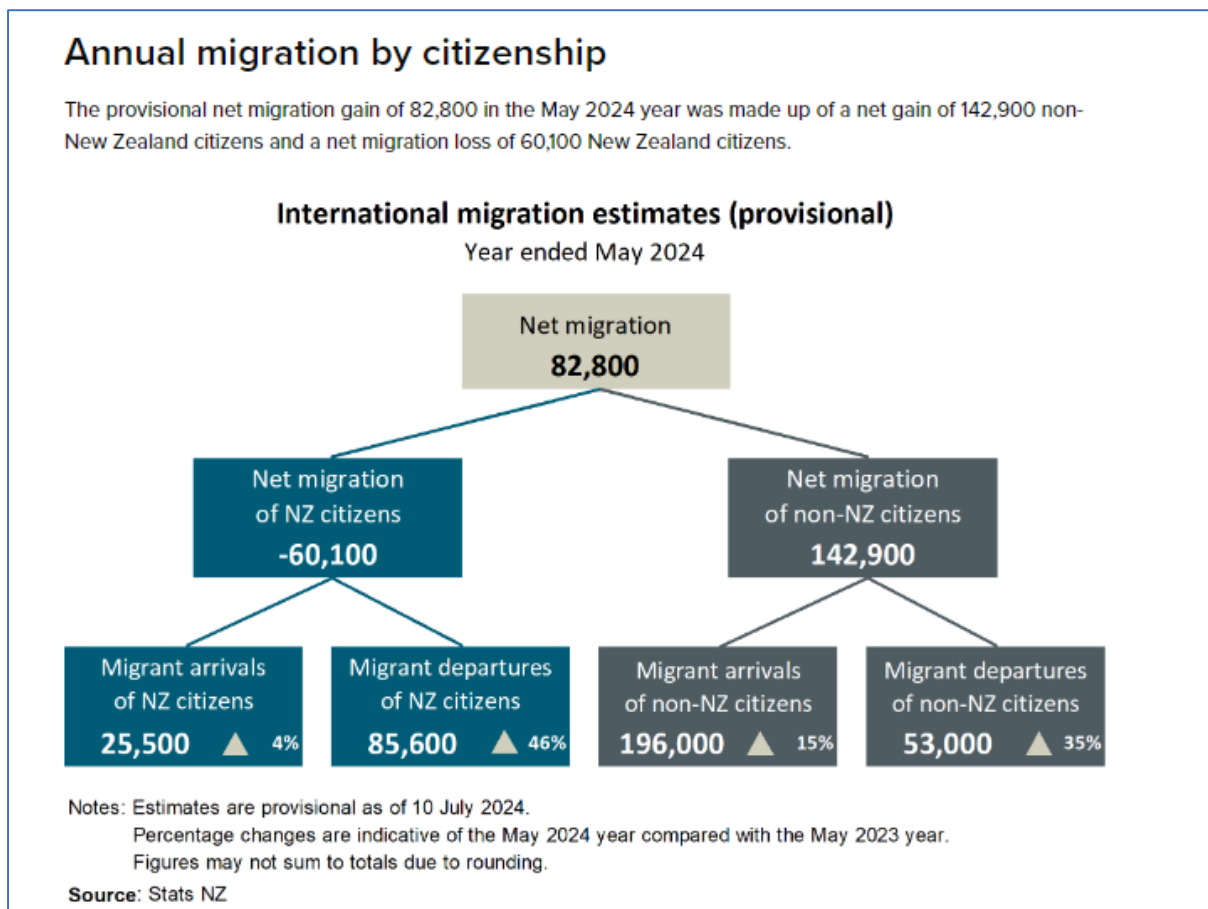 Annual migration by citizenship
The provisional net migration gain of 82,800 in the May 2024 year was made up of a net gain of 142,900 non-
New Zealand citizens and a net migration loss of 60,100 New Zealand citizens.
International migration estimates (provisional)
Year ended May 2024
Net migration
82,800
Net migration
of NZ citizens
-60,100
Net migration
of non-NZ citizens
142,900
Migrant arrivals
of NZ citizens
25,500 ▲ 4%
Migrant departures
of NZ citizens
85,600 ▲ 46%
Migrant arrivals
of non-NZ citizens
196,000 ▲ 15%
Migrant departures
of non-NZ citizens
53,000 ▲ 35%
Notes: Estimates are provisional as of 10 July 2024.
Percentage changes are indicative of the May 2024 year compared with the May 2023 year.
Figures may not sum to totals due to rounding.
Source: Stats NZ